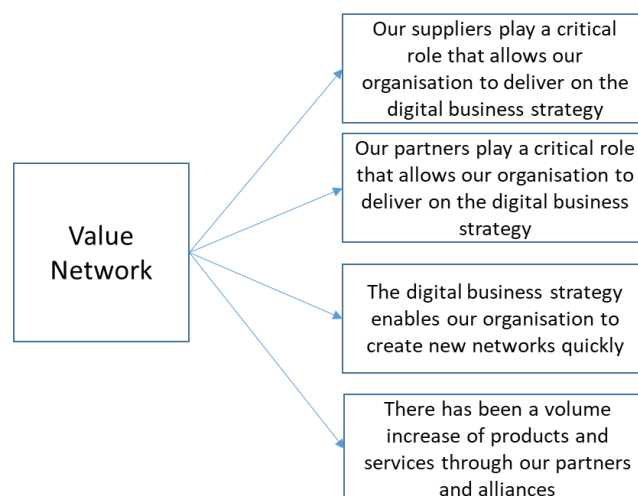 Our suppliers play a critical
role that allows our
organisation to deliver on the
digital business strategy
Our partners play a critical role
that allows our organisation to
deliver on the digital business
strategy
Value
Network
The digital business strategy
enables our organisation to
create new networks quickly
There has been a volume
increase of products and
services through our partners
and alliances